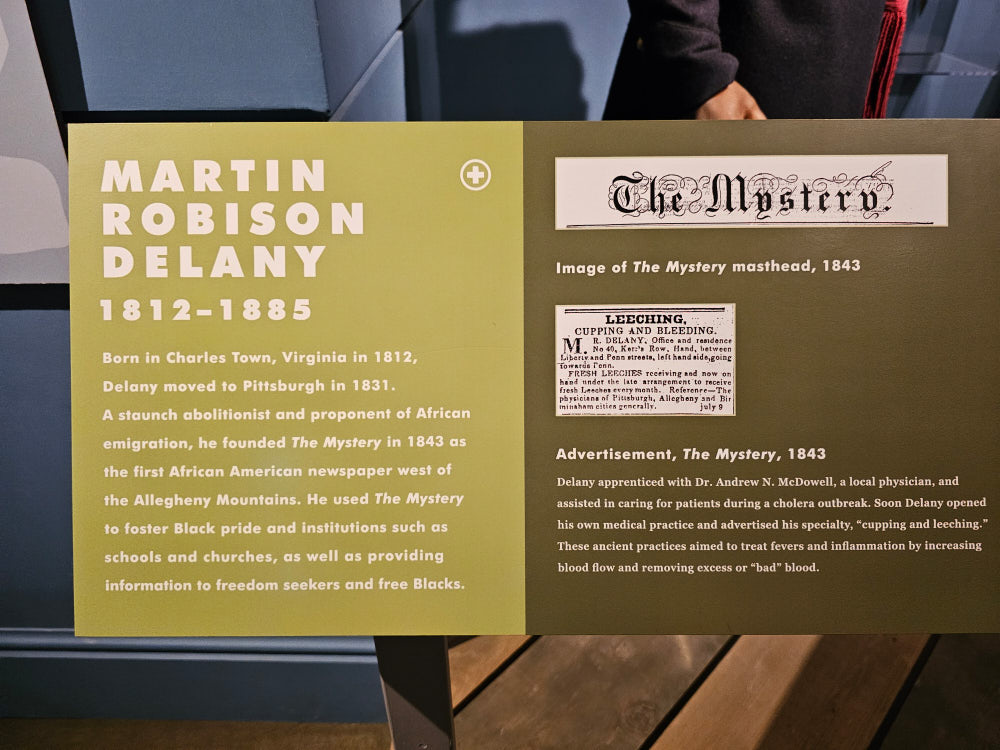 MARTIN
ROBISON
DELANY
1812–1885
Born in Charles Town, Virginia in 1812,
Delany moved to Pittsburgh in 1831.
A staunch abolitionist and proponent of African
emigration, he founded The Mystery in 1843 as
the first African American newspaper west of
the Allegheny Mountains. He used The Mystery
to foster Black pride and institutions such as
schools and churches, as well as providing
information to freedom seekers and free Blacks.
The Mystery.
Image of The Mystery masthead, 1843
LEECHING,
CUPPING AND BLEEDING.
M. R. DELANY, Office and residence
No 40, Kerr's Row, Hand, between
Liberty and Penn streets, left hand side, going
towards Penn.
FRESH LEECHES receiving and now on
hand under the late arrangement to receive
fresh Leeches every month. Reference—The
physicians of Pittsburgh, Allegheny and Bir
mingham cities generally. july 9
Advertisement, The Mystery, 1843
Delany apprenticed with Dr. Andrew N. McDowell, a local physician, and
assisted in caring for patients during a cholera outbreak. Soon Delany opened
his own medical practice and advertised his specialty, “cupping and leeching.”
These ancient practices aimed to treat fevers and inflammation by increasing
blood flow and removing excess or “bad” blood.